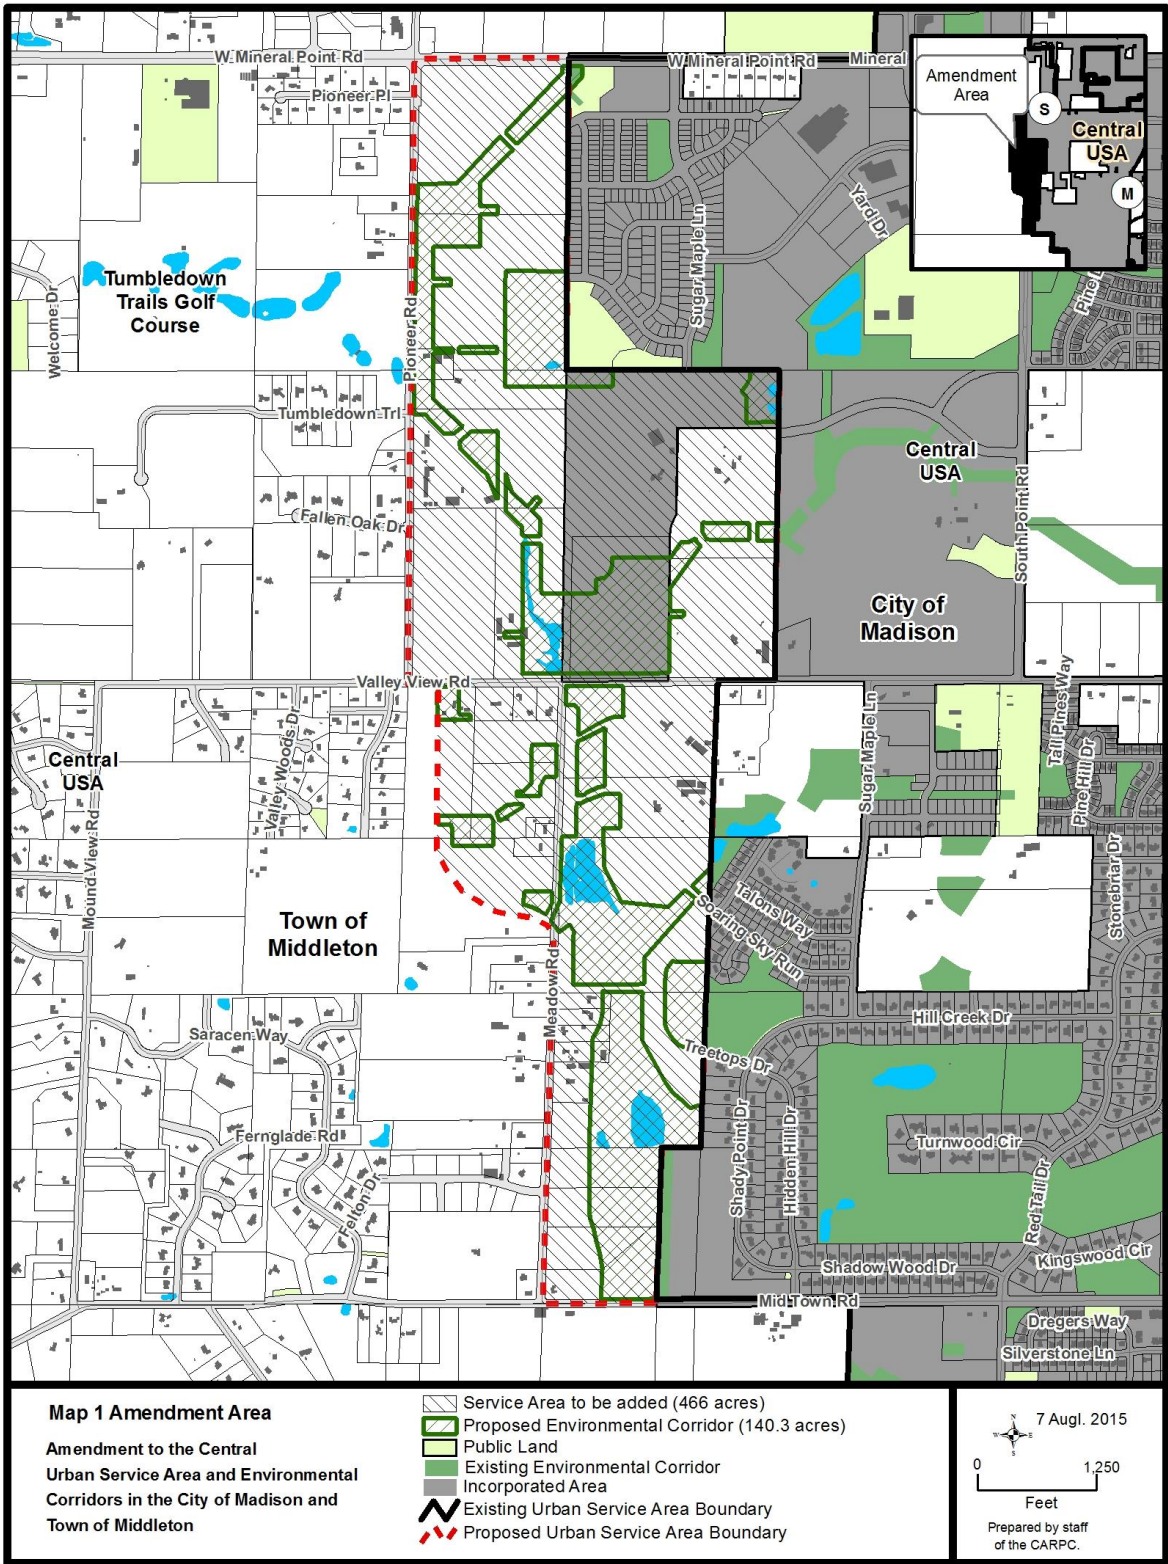 W Mineral Point Rd
W Mineral Point Rd
Mineral
Pioneer Pl
Amendment
Area
S
Central
USA
M
Yard Dr
Sugar Maple Ln
Pine
Tumbledown
Trails Golf
Course
Welcome Dr
Pioneer Rd
Tumbledown Trl
Central
USA
South Point Rd
Fallen Oak Dr
City of
Madison
Valley View Rd
Central
USA
Valley Woods Dr
Sugar Maple Ln
Tall Pines Way
Pine Hill Dr
Mound View Rd
Stonebriar Dr
Talons Way
Soaring Sky Run
Town of
Middleton
Meadow Rd
Hill Creek Dr
Saracen Way
Treetops Dr
Fernglade Rd
Felton Dr
Shady Point Dr
Hidden Hill Dr
Turnwood Cir
Red Tail Dr
Kingswood Cir
Shadow Wood Dr
Mid Town Rd
Dregers Way
Silverstone Ln
Map 1 Amendment Area
Amendment to the Central
Urban Service Area and Environmental
Corridors in the City of Madison and
Town of Middleton
Service Area to be added (466 acres)
Proposed Environmental Corridor (140.3 acres)
Public Land
Existing Environmental Corridor
Incorporated Area
Existing Urban Service Area Boundary
Proposed Urban Service Area Boundary
N
W E
S
7 Augl. 2015
0 1,250
Feet
Prepared by staff
of the CARPC.